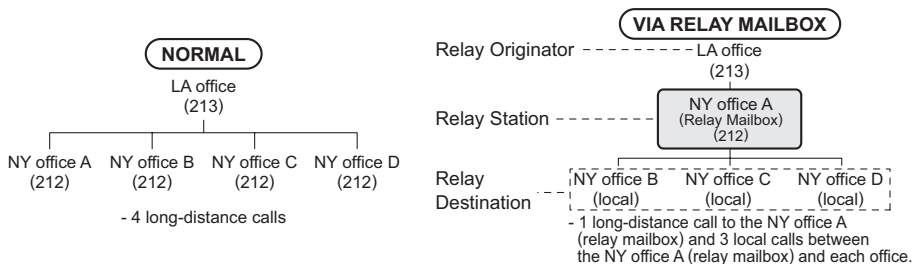 NORMAL
LA office
(213)
NY office A
(212)
NY office B
(212)
NY office C
(212)
NY office D
(212)
- 4 long-distance calls
VIA RELAY MAILBOX
Relay Originator
LA office
(213)
Relay Station
NY office A
(Relay Mailbox)
(212)
Relay
Destination
NY office B
(local)
NY office C
(local)
NY office D
(local)
- 1 long-distance call to the NY office A
(relay mailbox) and 3 local calls between
the NY office A (relay mailbox) and each office.